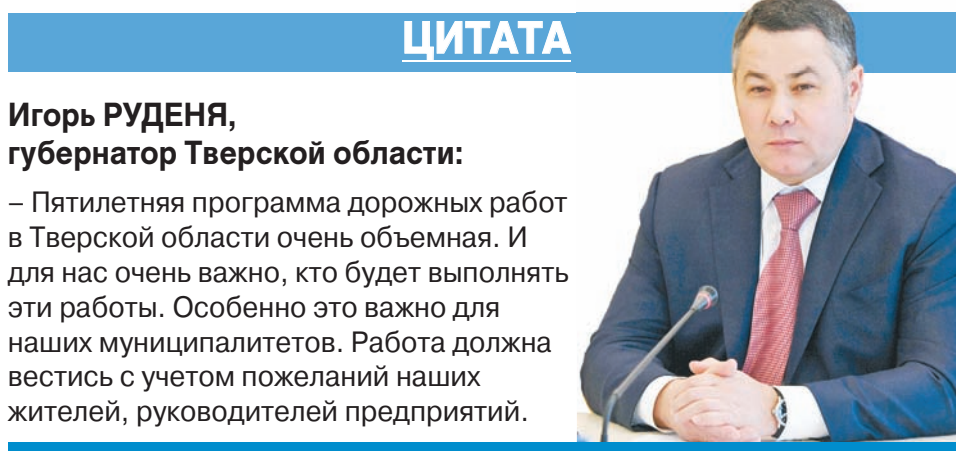 ЦИТАТА
Игорь РУДЕНЯ,
губернатор Тверской области:
– Пятилетняя программа дорожных работ
в Тверской области очень объемная. И
для нас очень важно, кто будет выполнять
эти работы. Особенно это важно для
наших муниципалитетов. Работа должна
вестись с учетом пожеланий наших
жителей, руководителей предприятий.